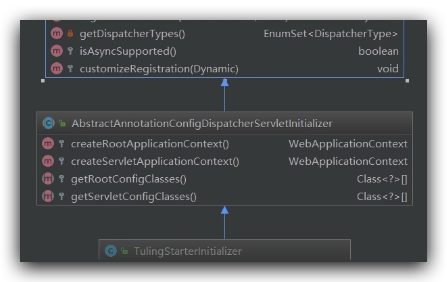 getDispatcherTypes() EnumSet<DispatcherType>
isAsyncSupported() boolean
customizeRegistration(Dynamic) void
AbstractAnnotationConfigDispatcherServletInitializer
createRootApplicationContext() WebApplicationContext
createServletApplicationContext() WebApplicationContext
getRootConfigClasses() Class<?>[]
getServletConfigClasses() Class<?>[]
TulingStarterInitializer